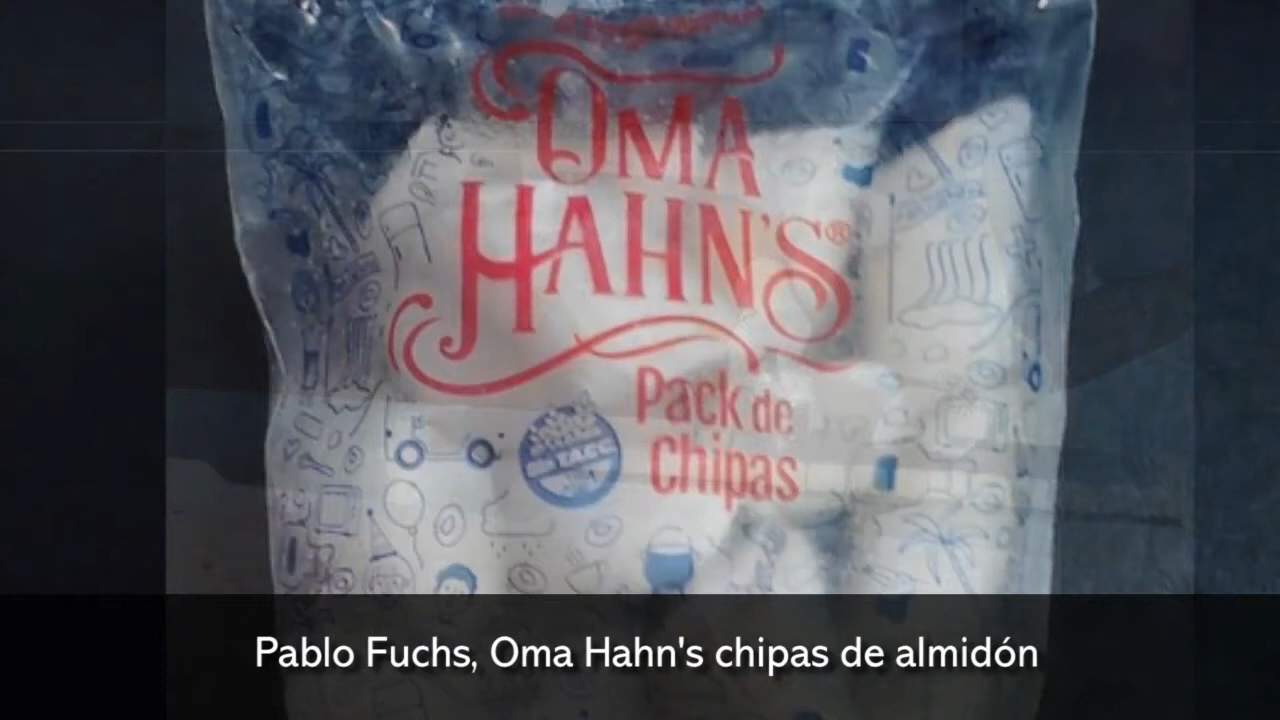 OMA
HAHN'S®
Pack de
Chipas
Pablo Fuchs, Oma Hahn's chipas de almidón